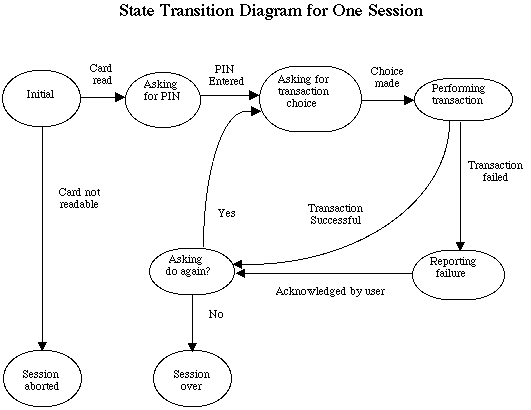 State Transition Diagram for One Session
Card
read
PIN
Entered
Choice
made
Initial
Asking
for PIN
Asking for
transaction
choice
Performing
transaction
Card not
readable
Yes
Transaction
Successful
Transaction
failed
Asking
do again?
Reporting
failure
Acknowledged by user
No
Session
aborted
Session
over